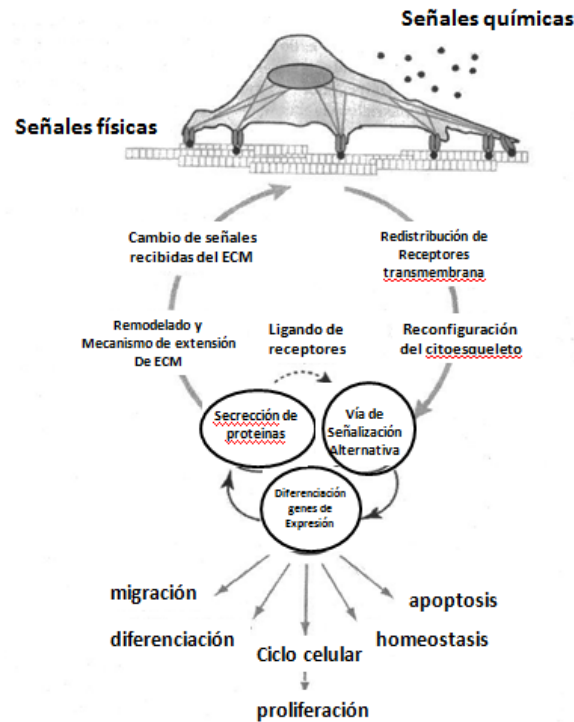 Señales químicas
Señales físicas
Cambio de señales
recibidas del ECM
Redistribución de
Receptores
transmembrana
Remodelado y
Mecanismo de extensión
De ECM
Ligando de
receptores
Reconfiguración
del citoesqueleto
Secrección de
proteinas
Vía de
Señalización
Alternativa
Diferenciación
genes de
Expresión
migración
apoptosis
diferenciación
homeostasis
Ciclo celular
proliferación